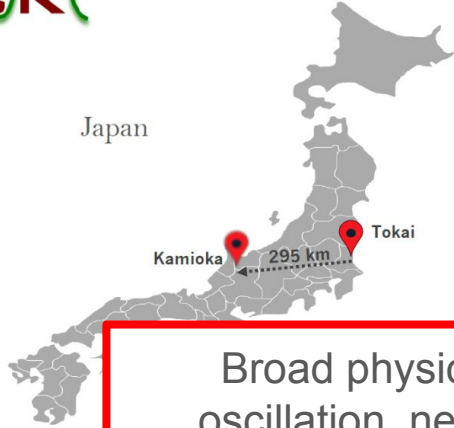 Japan
Tokai
295 km
Kamioka
Broad physic
oscillation, ne